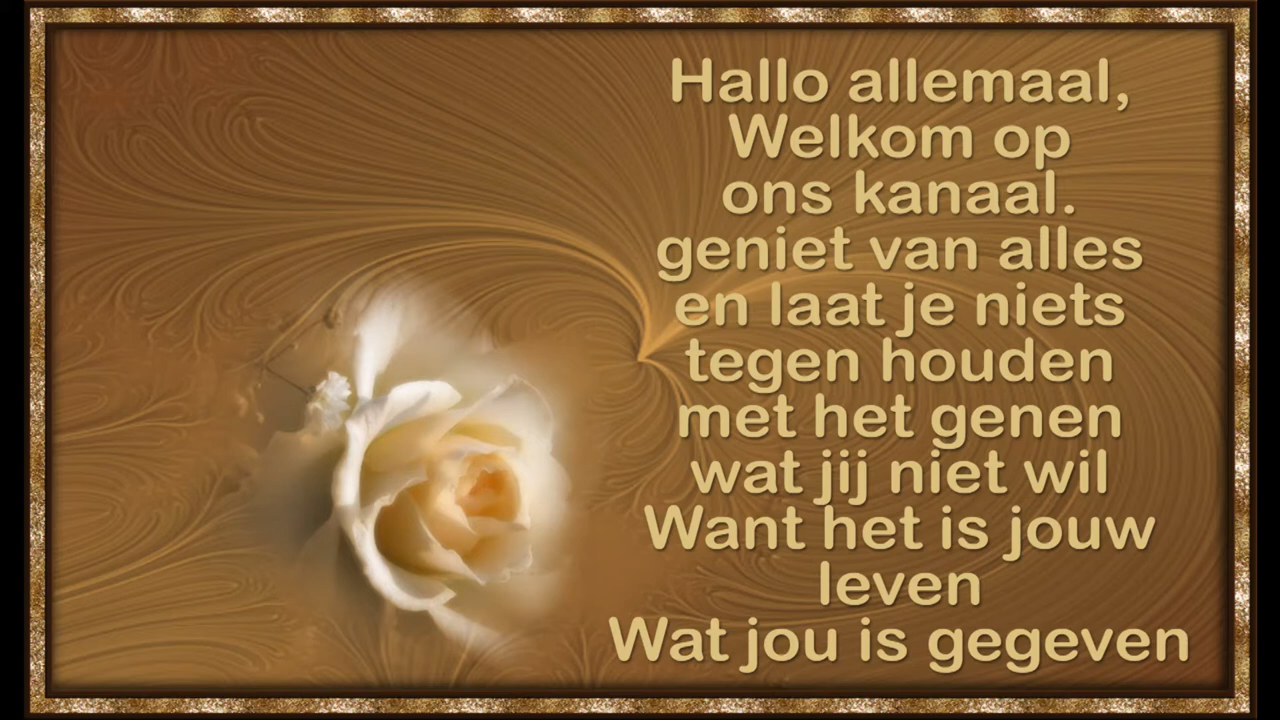 Hallo allemaal,
Welkom op
ons kanaal.
geniet van alles
en laat je niets
tegen houden
met het genen
wat jij niet wil
Want het is jouw
leven
Wat jou is gegeven